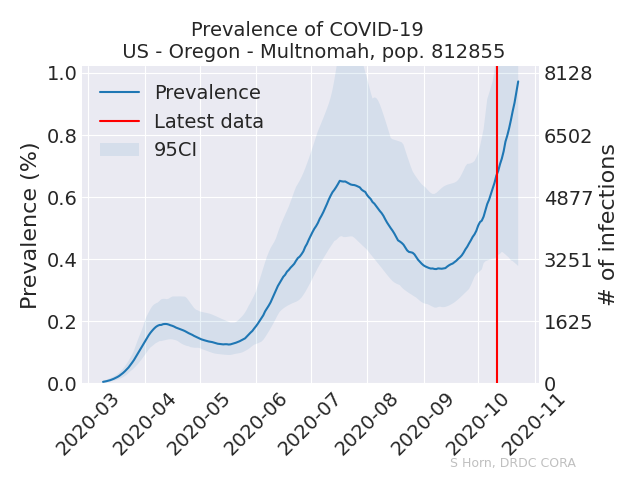 Prevalence of COVID-19
US - Oregon - Multnomah, pop. 812855
Prevalence
Latest data
95CI
Prevalence (%)
1.0
0.8
0.6
0.4
0.2
0.0
8128
6502
4877
3251
1625
0
# of infections
2020-03
2020-04
2020-05
2020-06
2020-07
2020-08
2020-09
2020-10
2020-11
S Horn, DRDC CORA